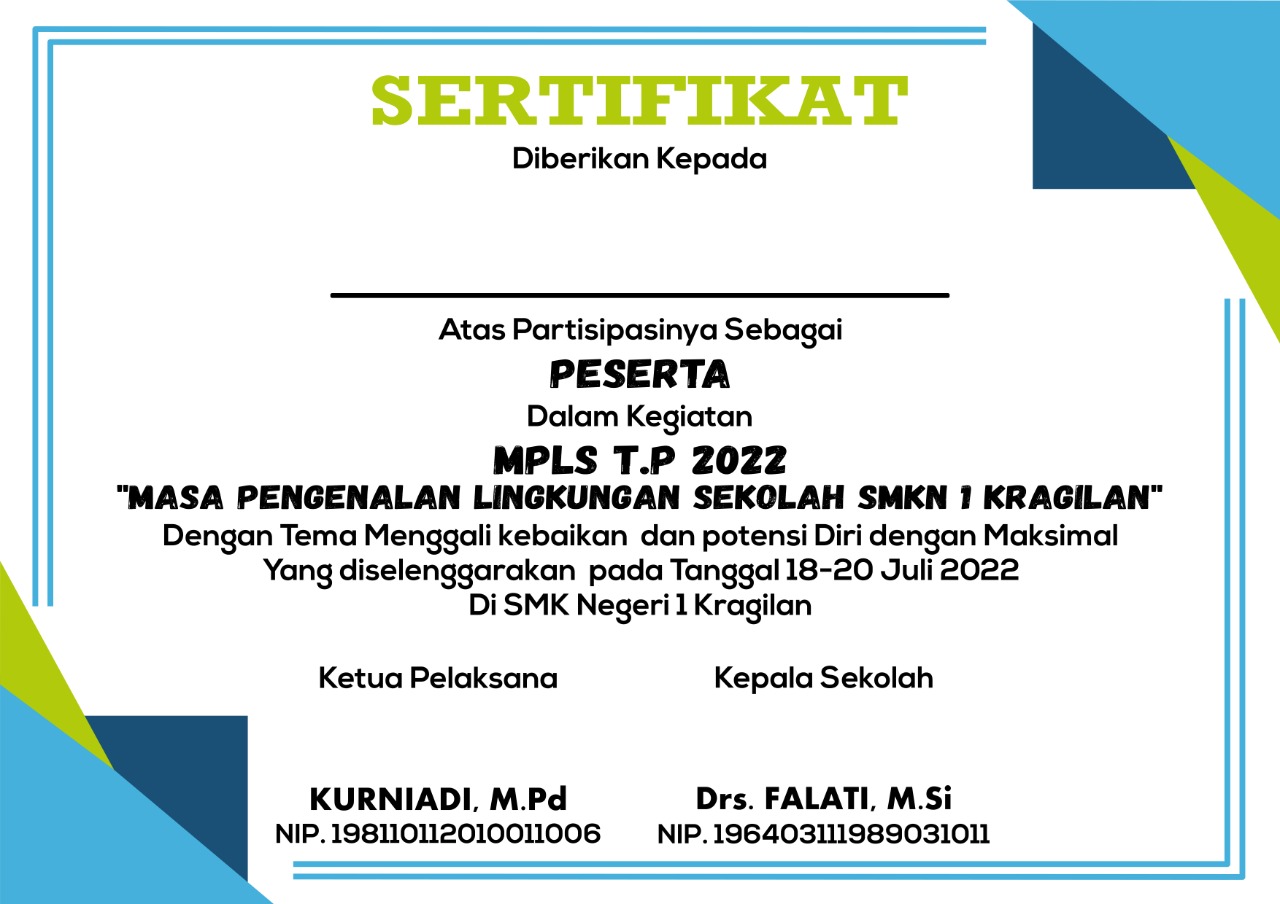 SERTIFIKAT
Diberikan Kepada
Atas Partisipasinya Sebagai
PESERTA
Dalam Kegiatan
MPLS T.P 2022
"MASA PENGENALAN LINGKUNGAN SEKOLAH SMKN 1 KRAGILAN"
Dengan Tema Menggali kebaikan dan potensi Diri dengan Maksimal
Yang diselenggarakan pada Tanggal 18-20 Juli 2022
Di SMK Negeri 1 Kragilan
Ketua Pelaksana Kepala Sekolah
KURNIADI, M.Pd Drs. FALATI, M.Si
NIP. 198110112010011006 NIP. 196403111989031011